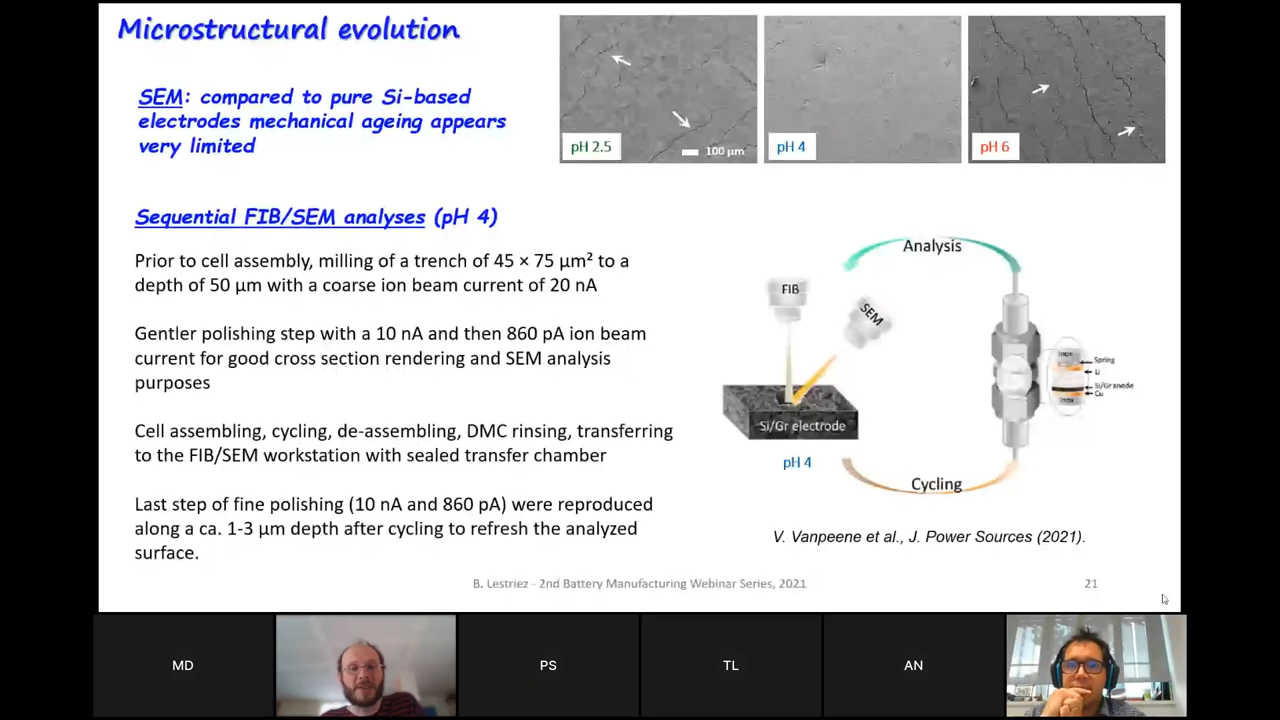 Microstructural evolution
SEM: compared to pure Si-based
electrodes mechanical ageing appears
very limited
pH 2.5
100 µm
pH 4
pH 6
Sequential FIB/SEM analyses (pH 4)
Prior to cell assembly, milling of a trench of 45 × 75 µm² to a
depth of 50 µm with a coarse ion beam current of 20 nA
Gentler polishing step with a 10 nA and then 860 pA ion beam
current for good cross section rendering and SEM analysis
purposes
Cell assembling, cycling, de-assembling, DMC rinsing, transferring
to the FIB/SEM workstation with sealed transfer chamber
Last step of fine polishing (10 nA and 860 pA) were reproduced
along a ca. 1-3 µm depth after cycling to refresh the analyzed
surface.
Analysis
FIB
SEM
Si/Gr electrode
pH 4
Inox
Spring
Li
Si/Gr anode
Cu
Inox
Cycling
V. Vanpeene et al., J. Power Sources (2021).
B. Lestriez - 2nd Battery Manufacturing Webinar Series, 2021
21
MD
PS
TL
AN